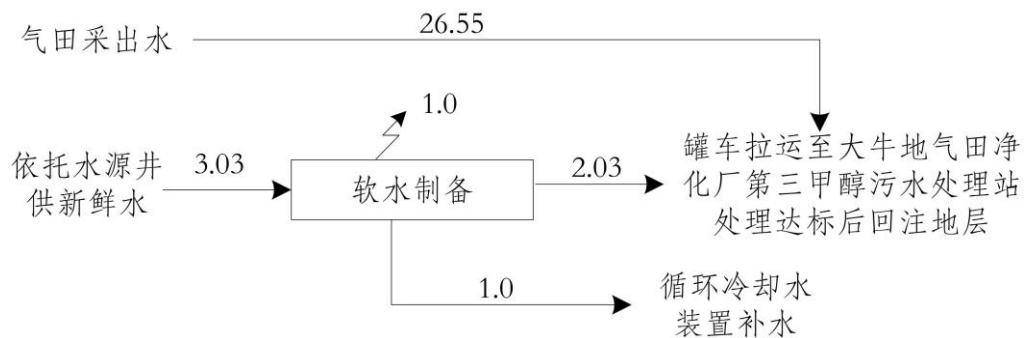 26.55
气田采出水
1.0
依托水源井
供新鲜水
3.03
软水制备
2.03
罐车拉运至大牛地气田净
化厂第三甲醇污水处理站
处理达标后回注地层
1.0
循环冷却水
装置补水